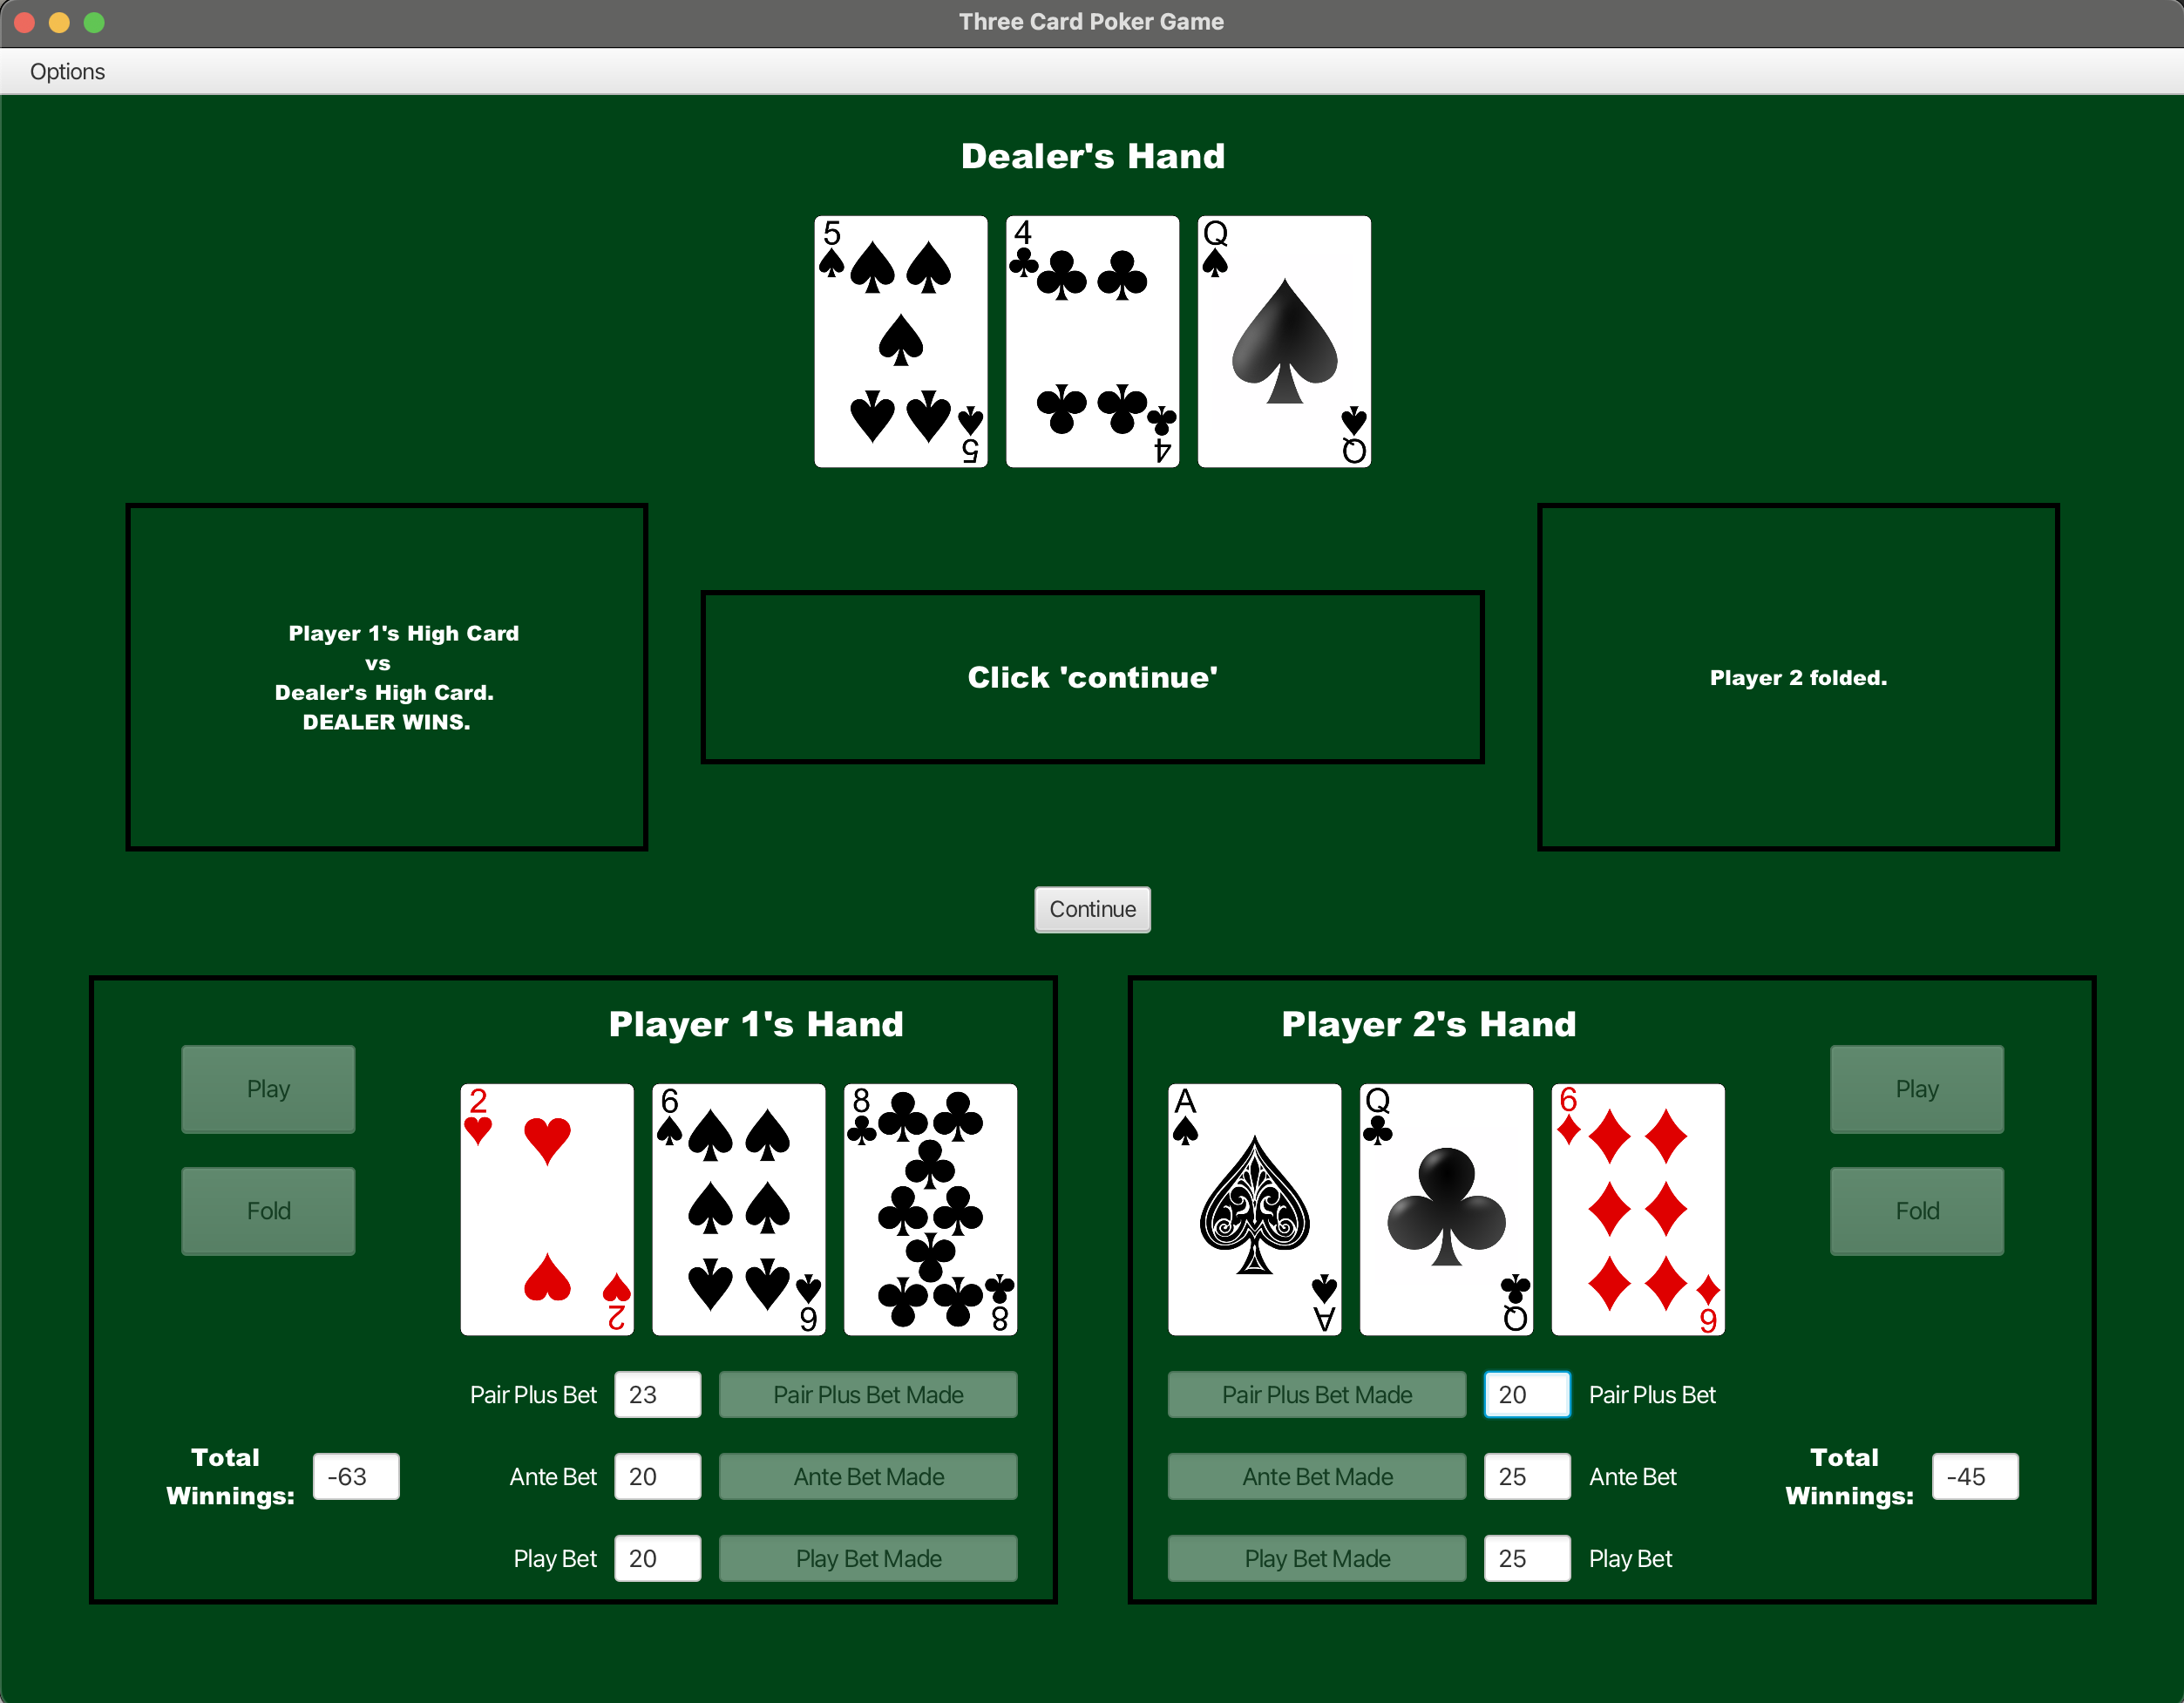 Three Card Poker Game
Options
Dealer's Hand
5 4 Q
5 4 Q
Player 1's High Card
vs
Dealer's High Card.
DEALER WINS.
Click 'continue'
Player 2 folded.
Continue
Player 1's Hand
Play
Fold
2 6 8
2 6 8
Pair Plus Bet 23 Pair Plus Bet Made
Total
Winnings: -63
Ante Bet 20 Ante Bet Made
Play Bet 20 Play Bet Made
Player 2's Hand
Play
Fold
A Q 6
A Q 6
Pair Plus Bet Made 20 Pair Plus Bet
Ante Bet Made 25 Ante Bet
Total
Winnings: -45
Play Bet Made 25 Play Bet